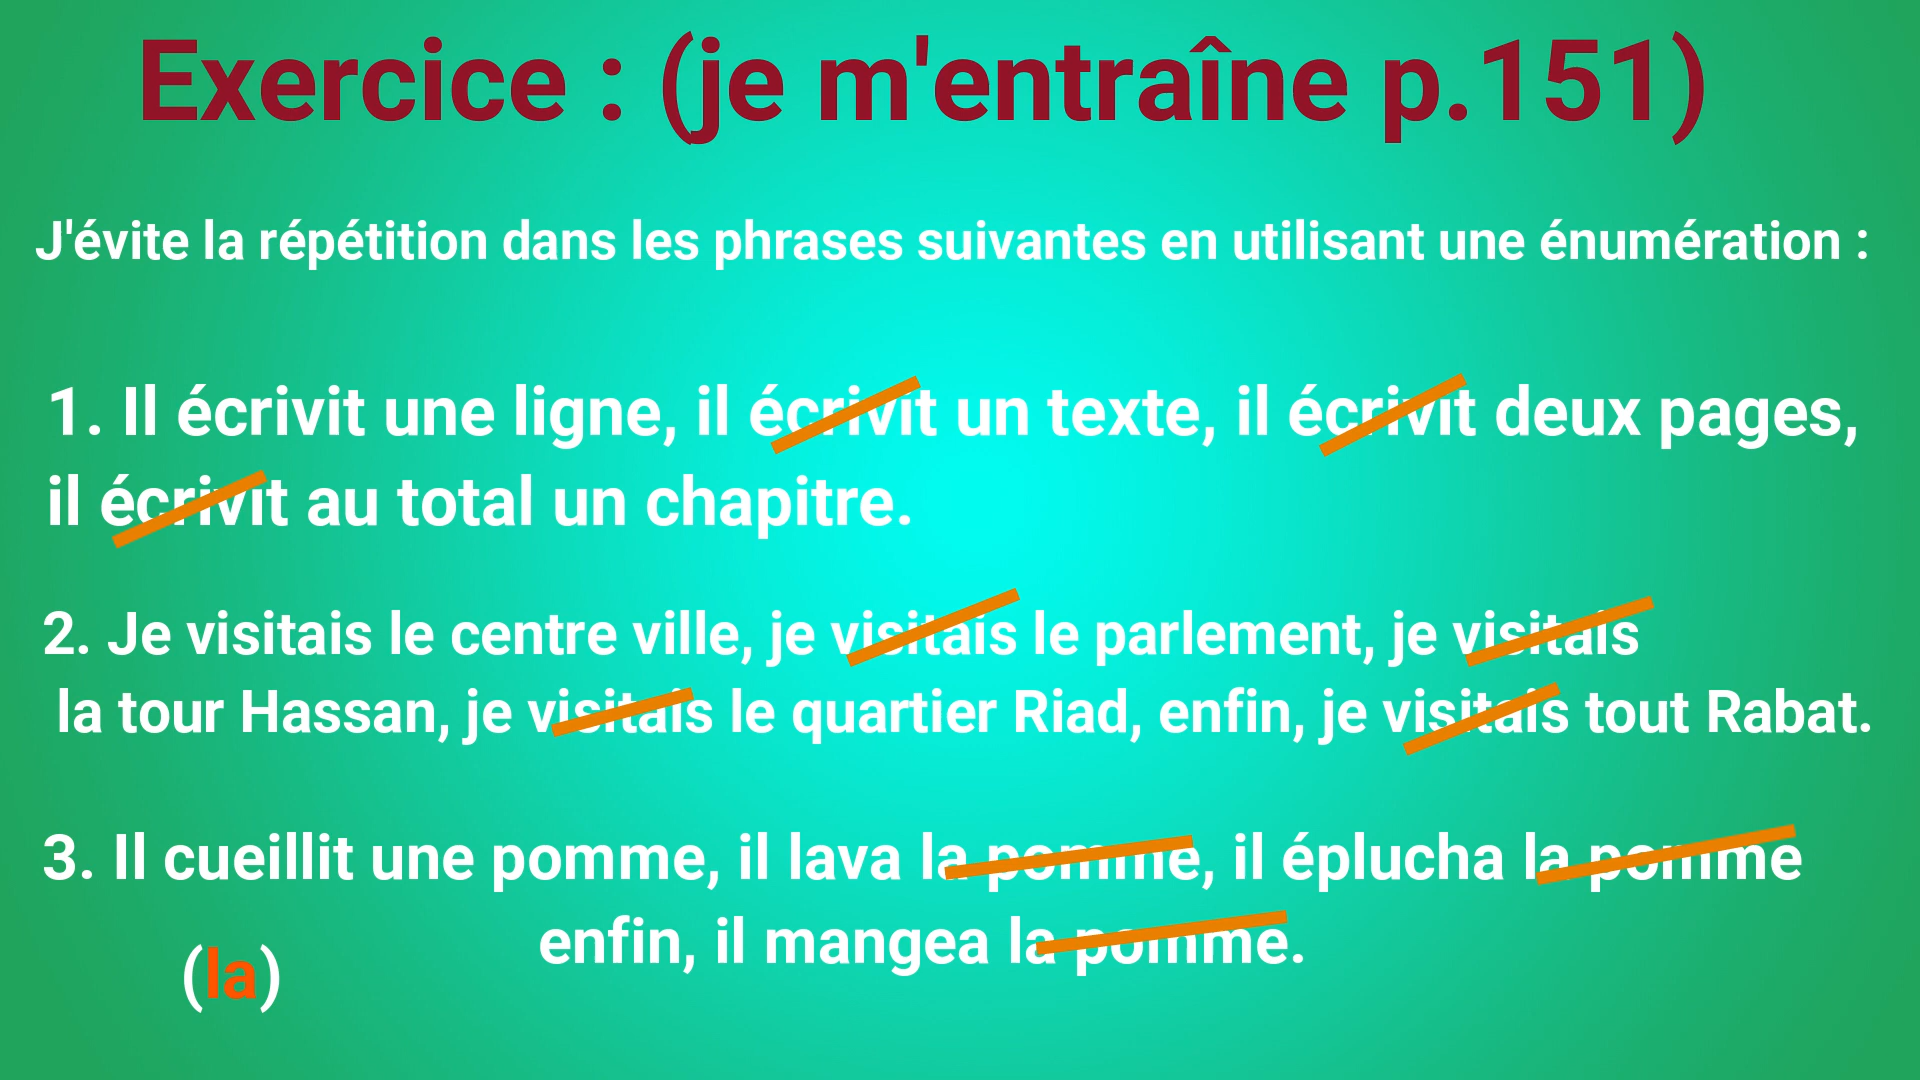 Exercice : (je m'entraîne p.151)
J'évite la répétition dans les phrases suivantes en utilisant une énumération :
1. Il écrivit une ligne, il écrivit un texte, il écrivit deux pages,
il écrivit au total un chapitre.
2. Je visitais le centre ville, je visitais le parlement, je visitais
la tour Hassan, je visitais le quartier Riad, enfin, je visitais tout Rabat.
3. Il cueillit une pomme, il lava la pomme, il éplucha la pomme
enfin, il mangea la pomme.
(la)